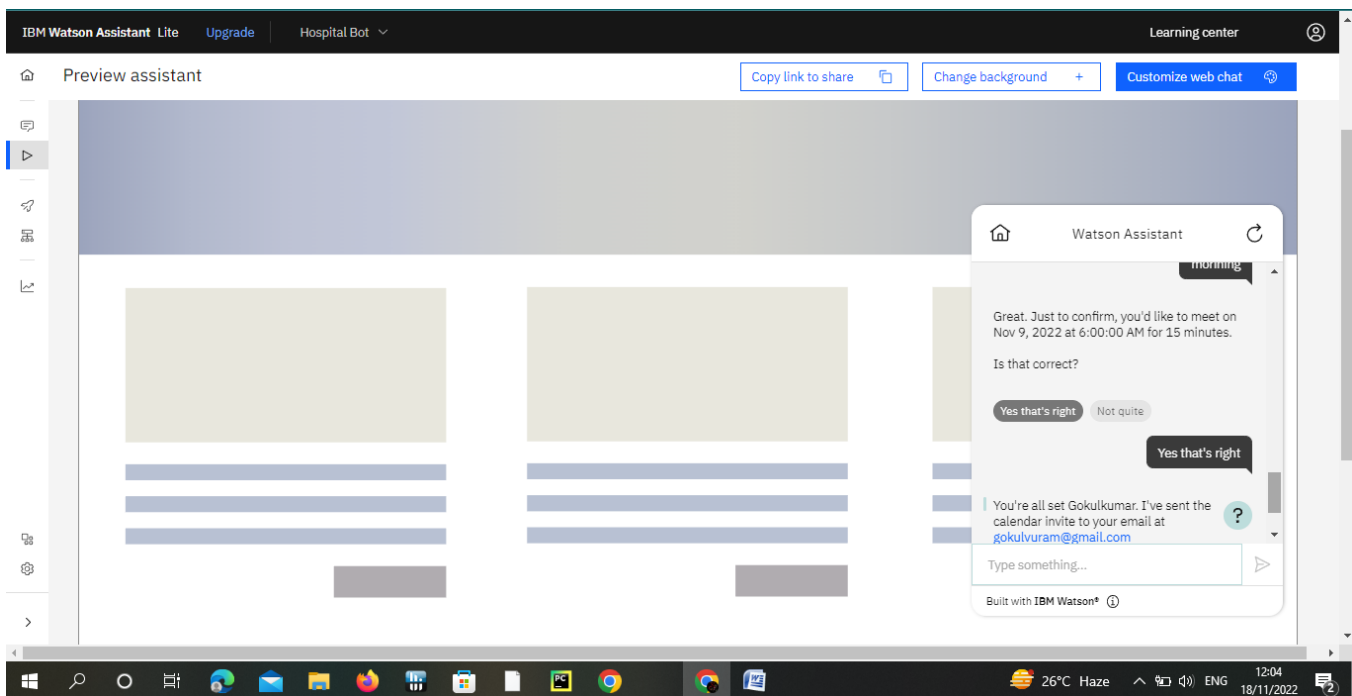 IBM Watson Assistant Lite Upgrade Hospital Bot Learning center
Preview assistant Copy link to share Change background + Customize web chat
Watson Assistant
morning
Great. Just to confirm, you'd like to meet on
Nov 9, 2022 at 6:00:00 AM for 15 minutes.
Is that correct?
Yes that's right Not quite
Yes that's right
You're all set Gokulkumar. I've sent the
calendar invite to your email at
gokulvuram@gmail.com
?
Type something...
Built with IBM Watson®
PC W 26°C Haze ENG 12:04
18/11/2022 2